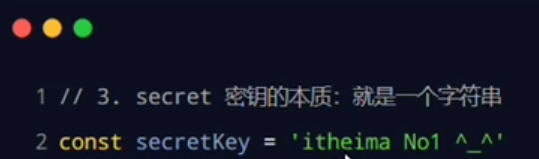 1 // 3. secret 密钥的本质：就是一个字符串
2 const secretKey = 'itheima No1 ^_^'